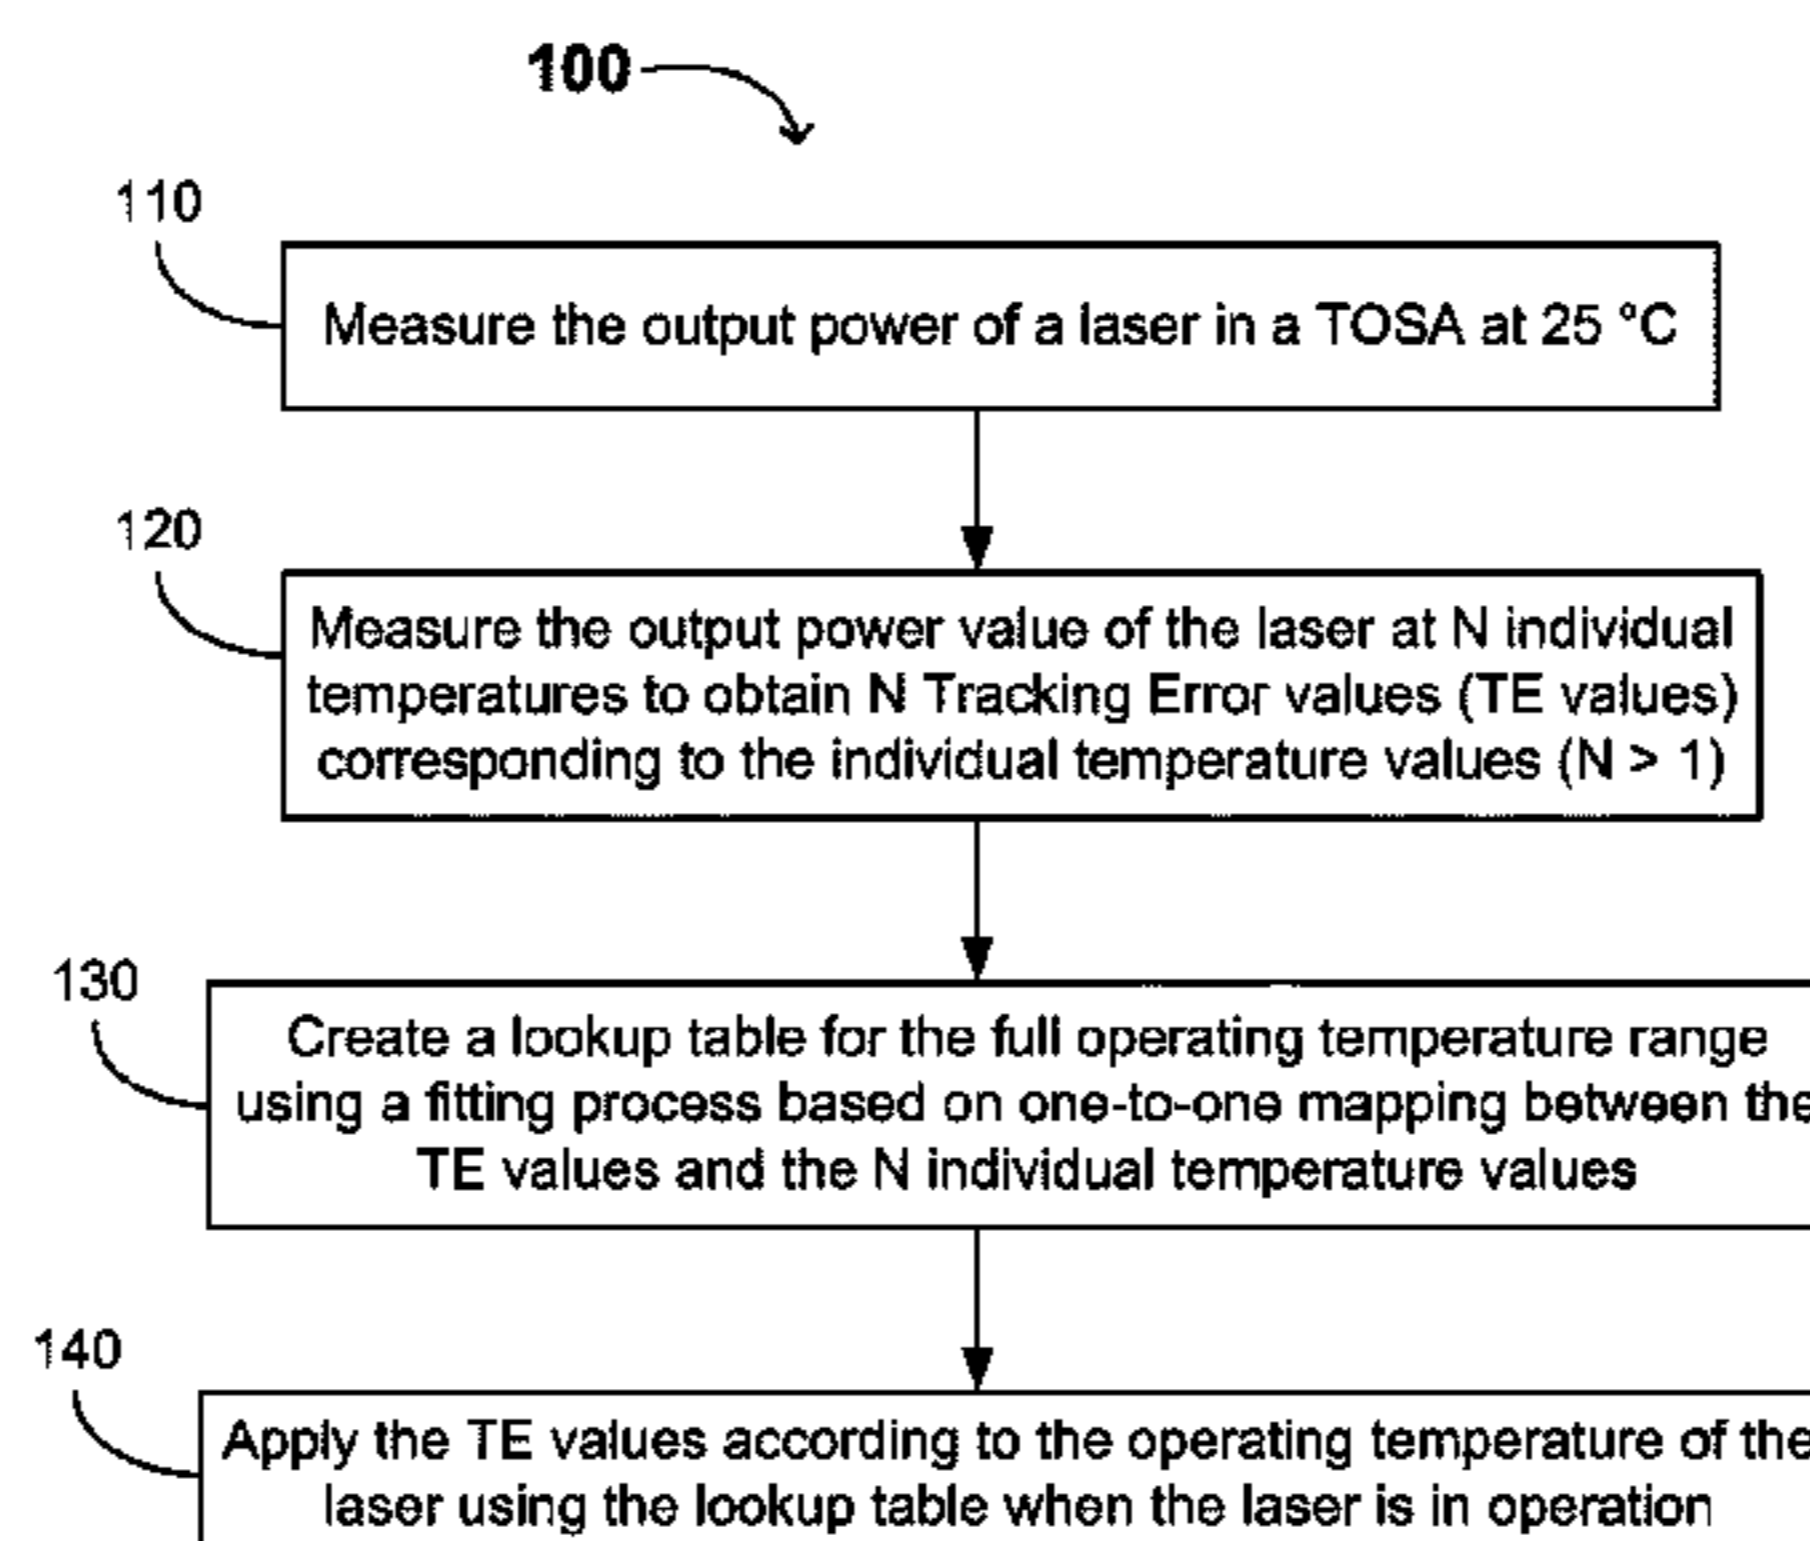 100
110
Measure the output power of a laser in a TOSA at 25 °C
120
Measure the output power value of the laser at N individual
temperatures to obtain N Tracking Error values (TE values)
corresponding to the individual temperature values (N > 1)
130
Create a lookup table for the full operating temperature range
using a fitting process based on one-to-one mapping between the
TE values and the N individual temperature values
140
Apply the TE values according to the operating temperature of the
laser using the lookup table when the laser is in operation